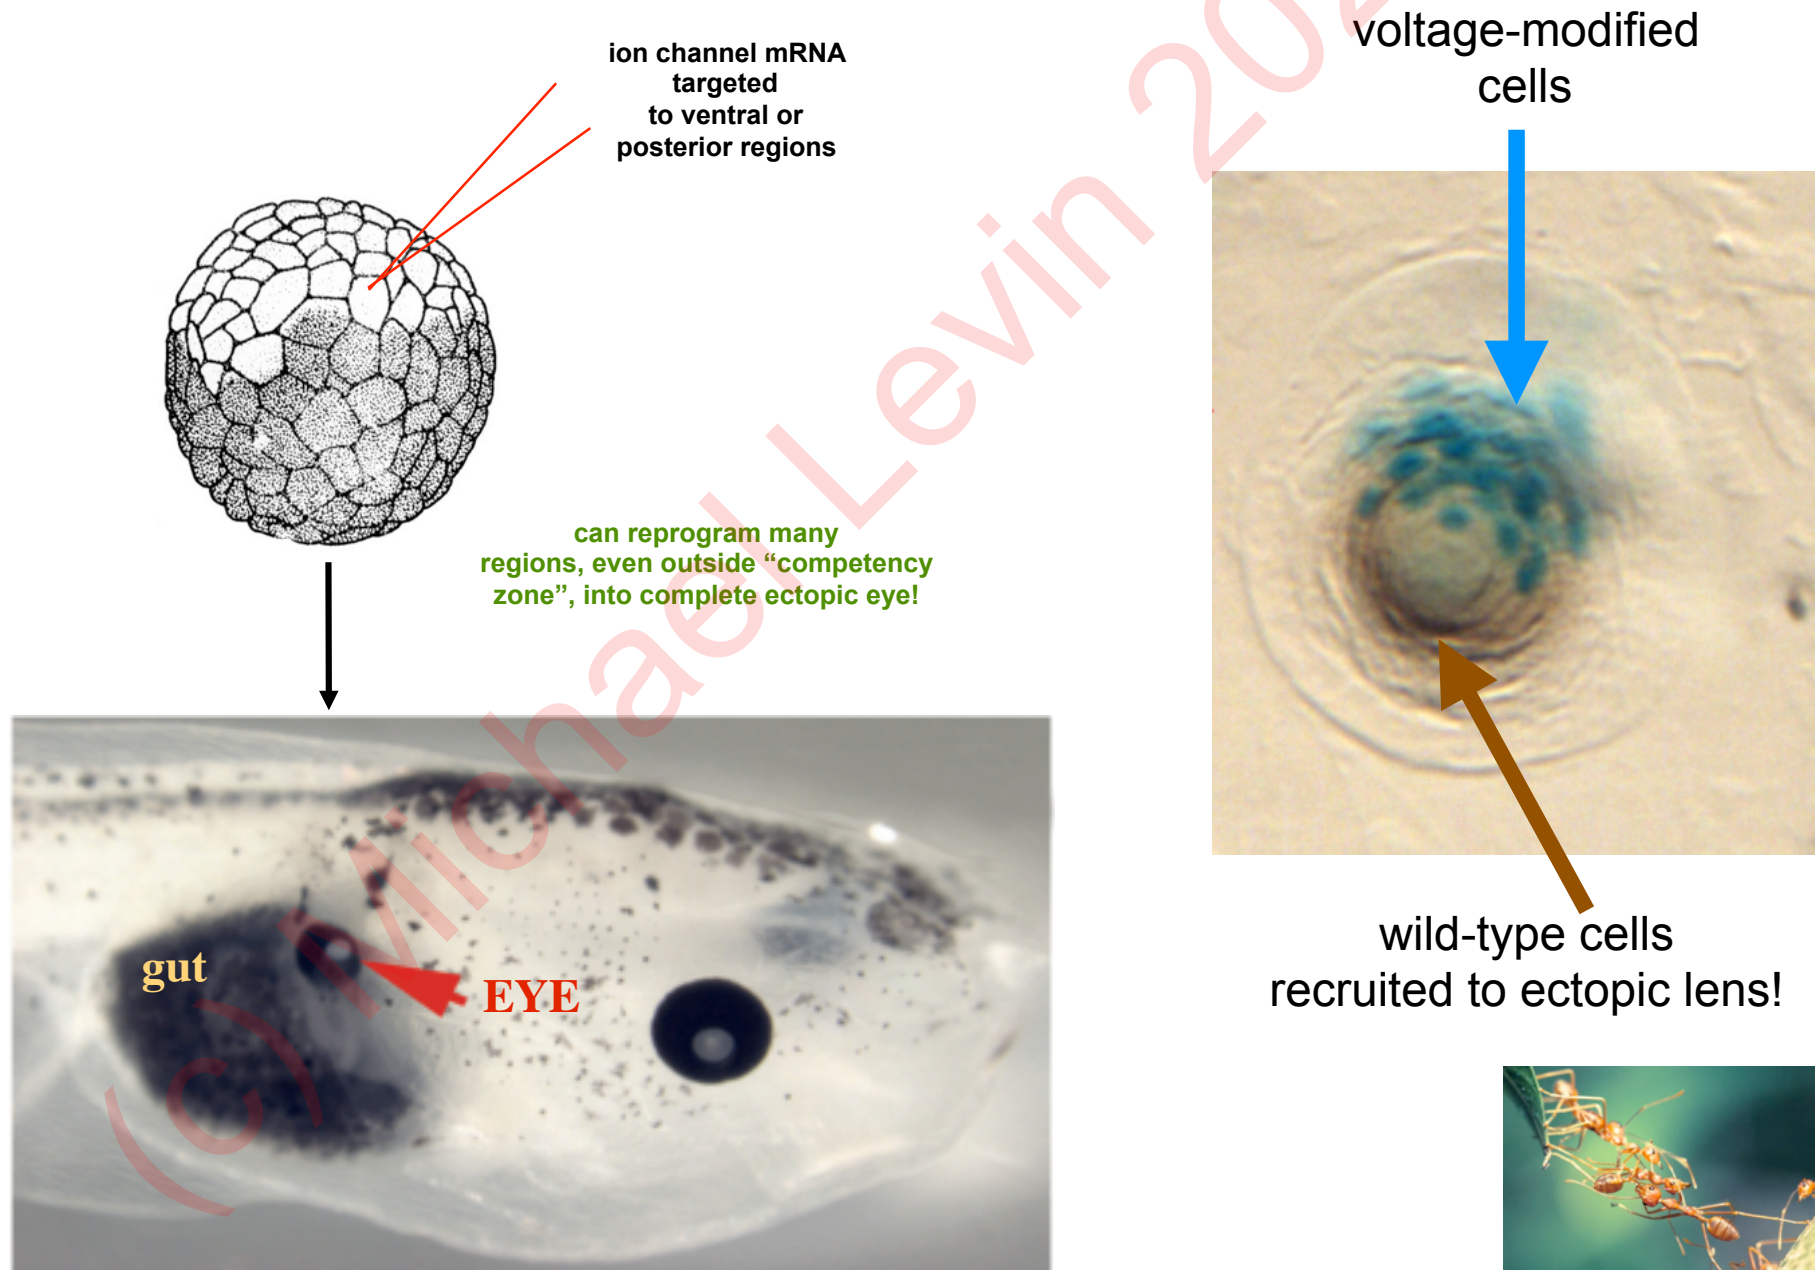 ion channel mRNA
targeted
to ventral or
posterior regions
can reprogram many
regions, even outside “competency
zone”, into complete ectopic eye!
gut
EYE
voltage-modified
cells
wild-type cells
recruited to ectopic lens!
(c) Michael Levin 202